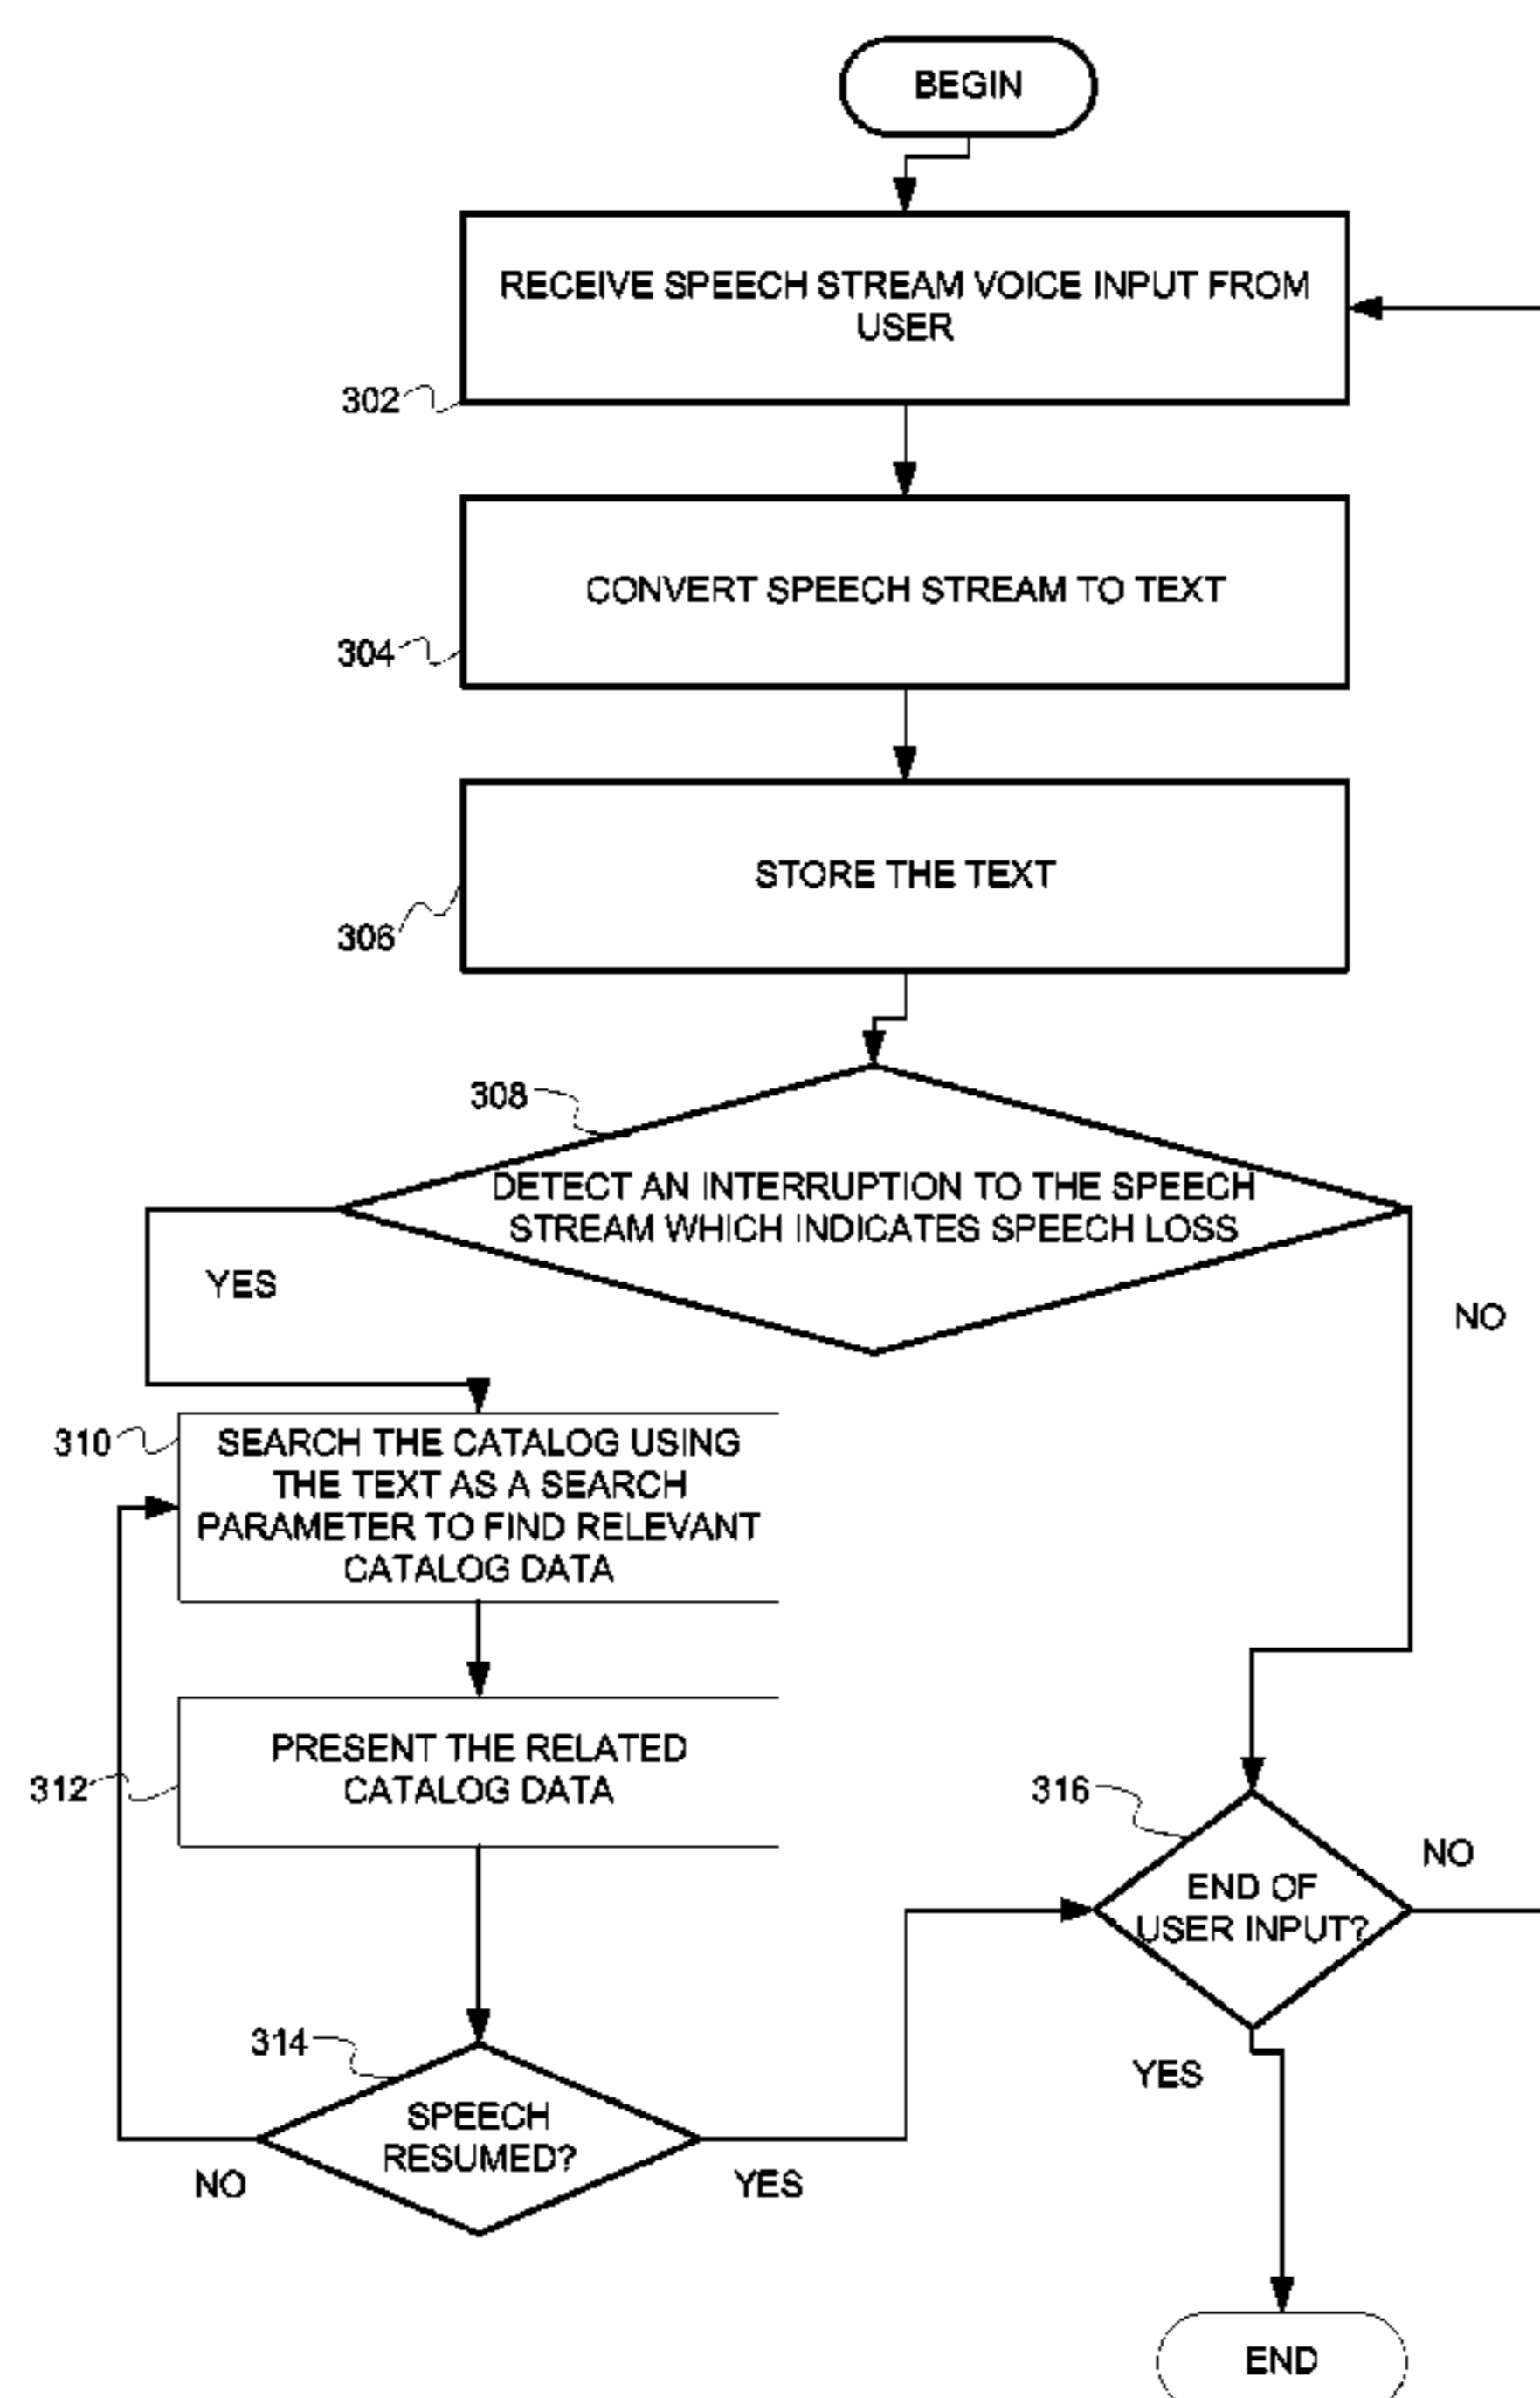 BEGIN
RECEIVE SPEECH STREAM VOICE INPUT FROM
USER
302
CONVERT SPEECH STREAM TO TEXT
304
STORE THE TEXT
306
308
DETECT AN INTERRUPTION TO THE SPEECH
STREAM WHICH INDICATES SPEECH LOSS
YES
NO
310
SEARCH THE CATALOG USING
THE TEXT AS A SEARCH
PARAMETER TO FIND RELEVANT
CATALOG DATA
PRESENT THE RELATED
CATALOG DATA
312
316
NO
END OF
USER INPUT?
314
YES
SPEECH
RESUMED?
NO
YES
END